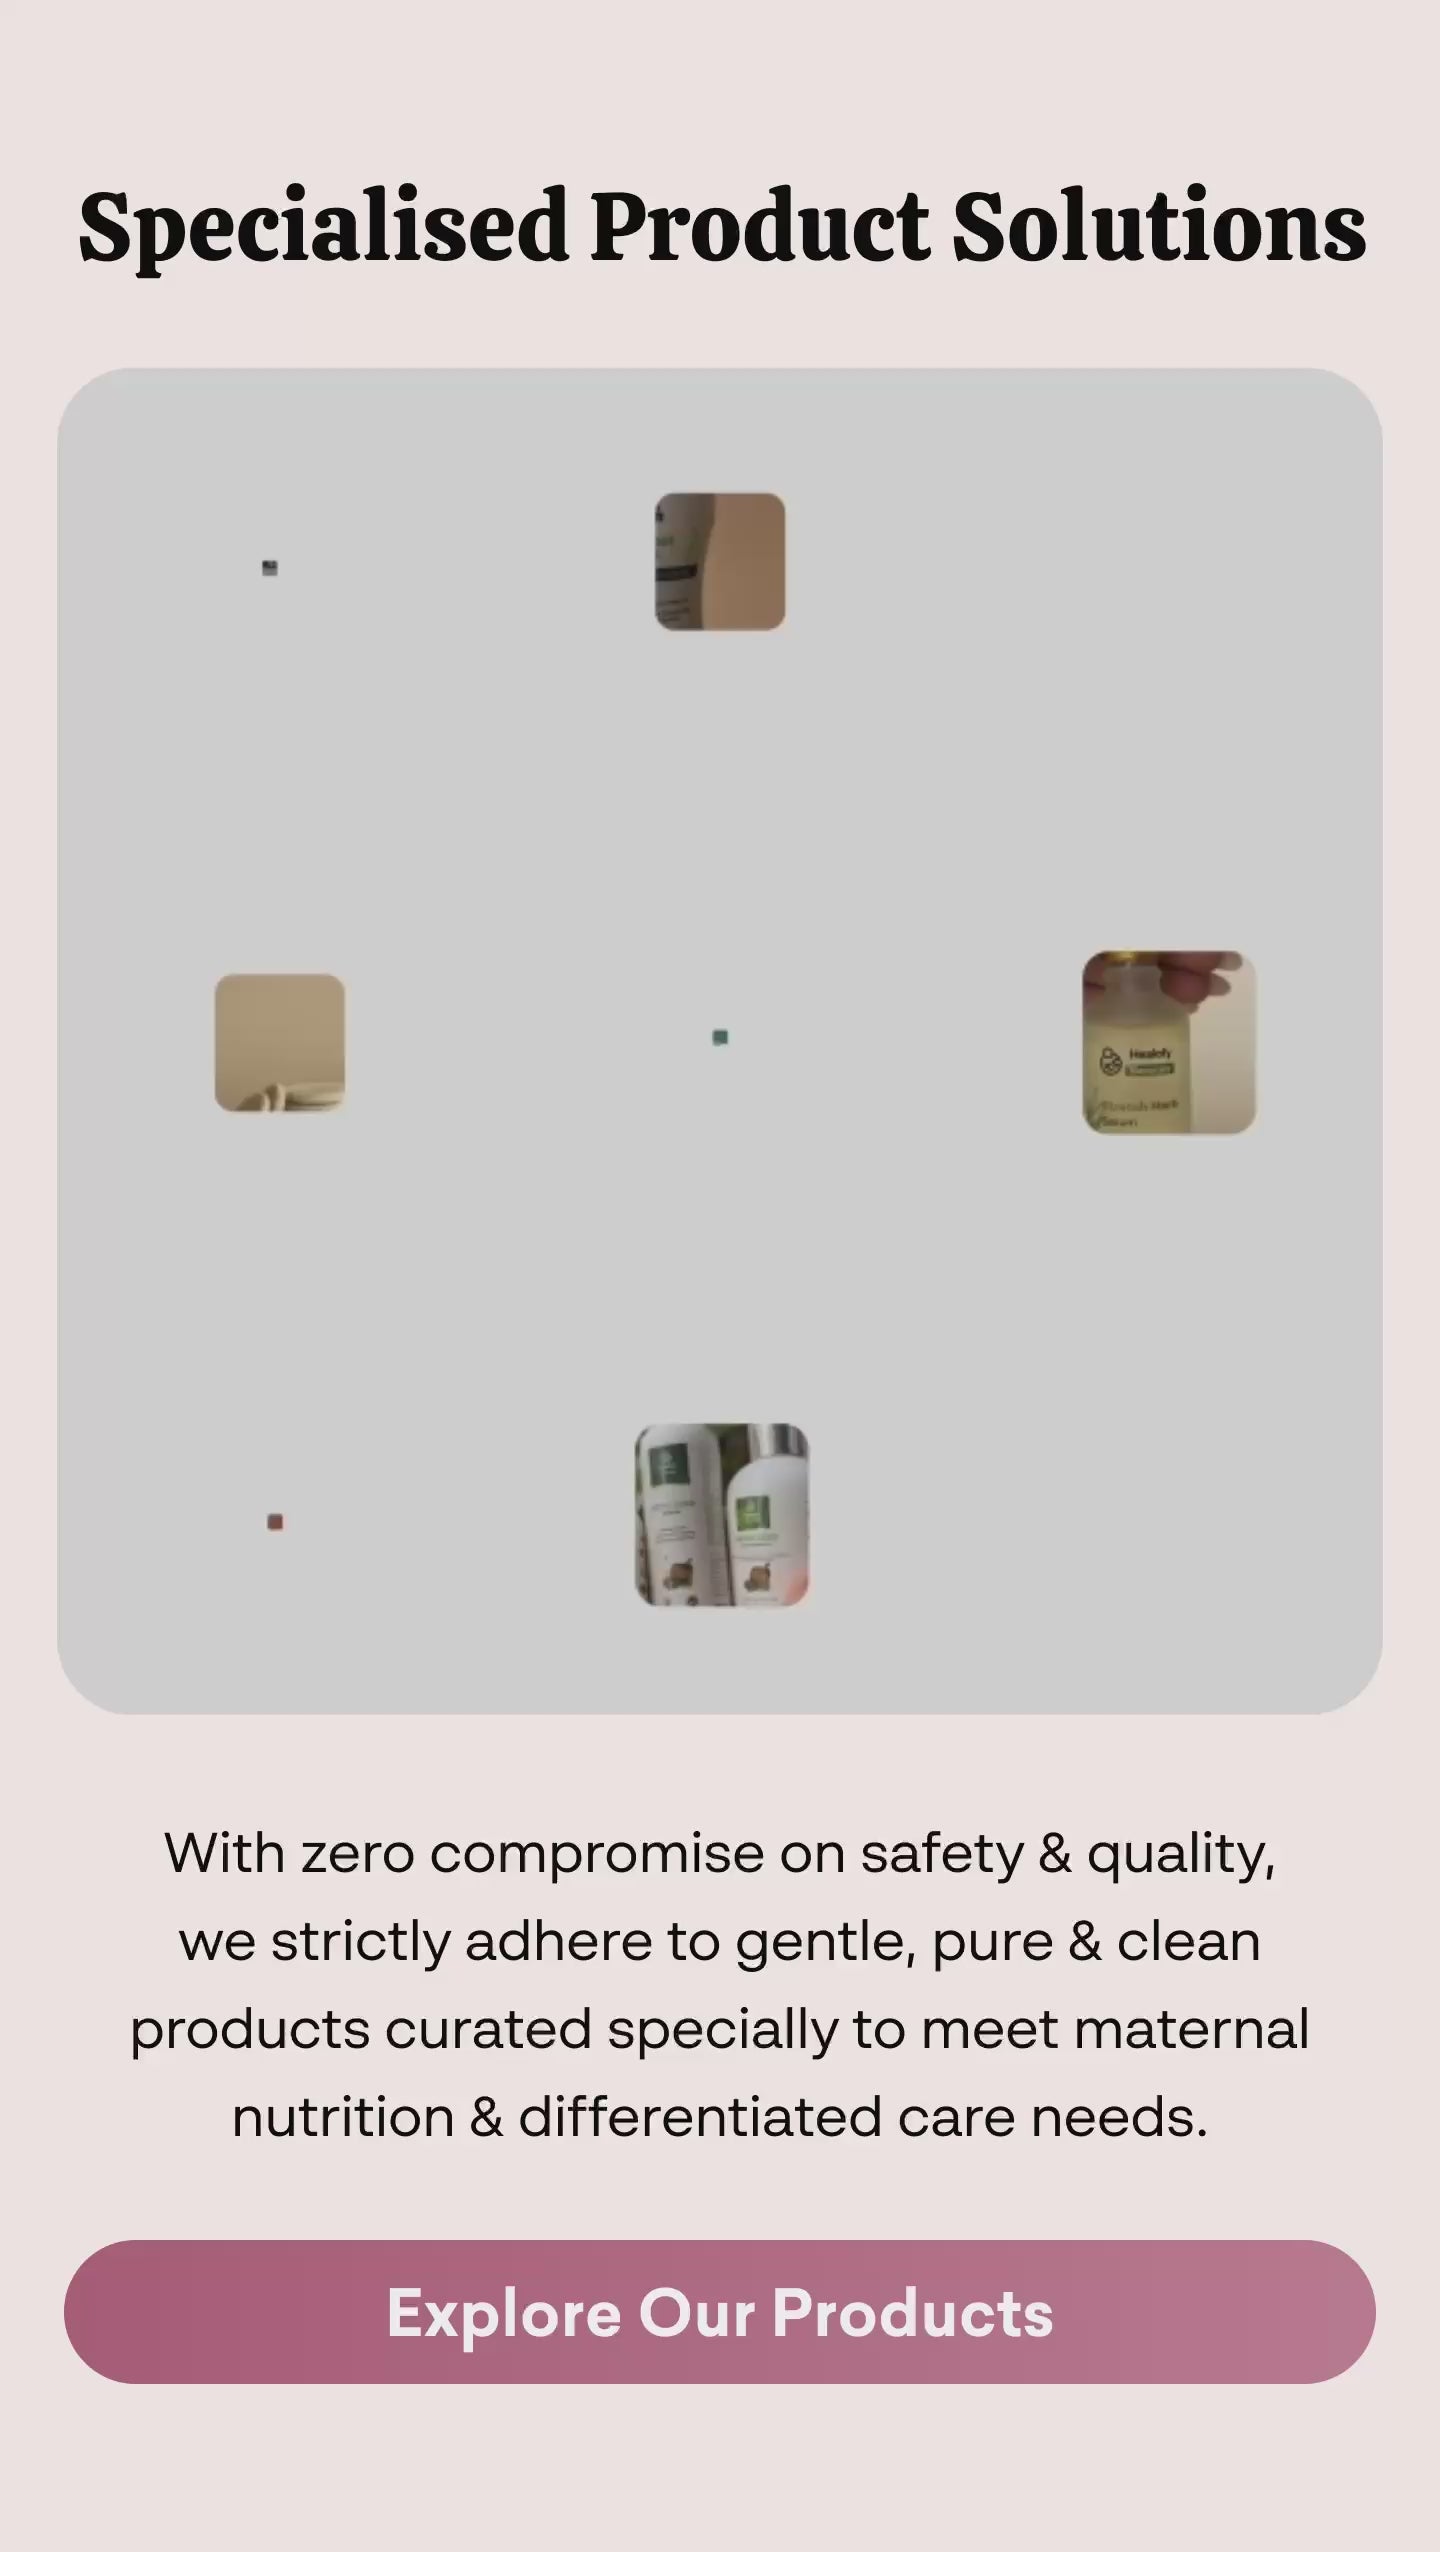 Specialised Product Solutions
Healofy
Stretch Mark
Serum
With zero compromise on safety & quality,
we strictly adhere to gentle, pure & clean
products curated specially to meet maternal
nutrition & differentiated care needs.
Explore Our Products